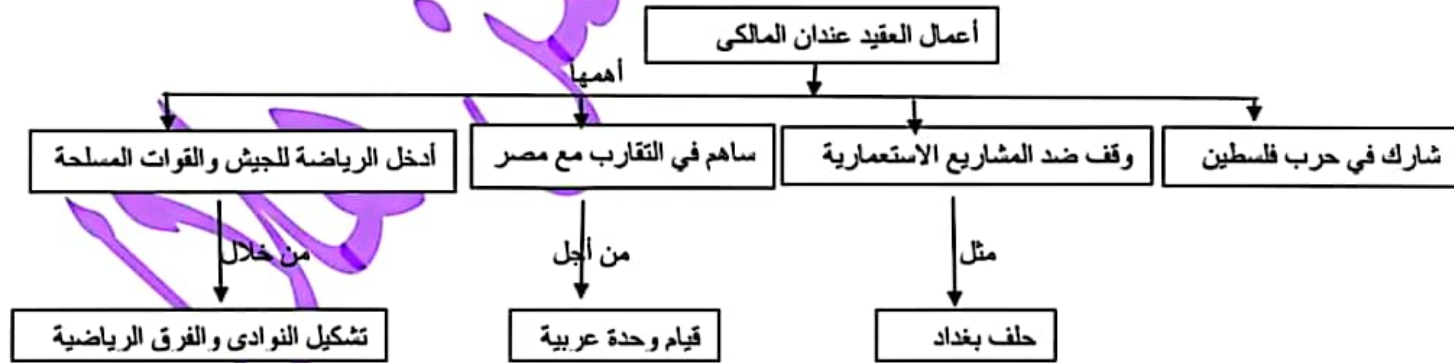 أعمال العقيد عندان المالكى
أهمها
شارك في حرب فلسطين
وقف ضد المشاريع الاستعمارية
ساهم في التقارب مع مصر
أدخل الرياضة للجيش والقوات المسلحة
مثل
من أجل
من خلال
حلف بغداد
قيام وحدة عربية
تشكيل النوادى والفرق الرياضية